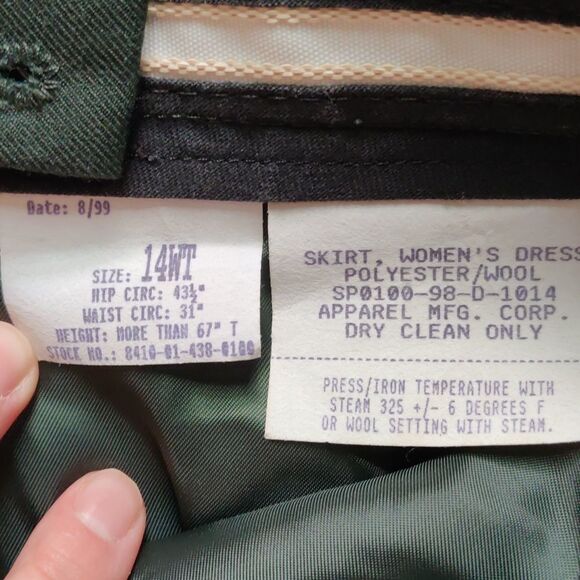 Date: 8/99
SIZE: 14WT
HIP CIRC: 43½"
WAIST CIRC: 31"
HEIGHT: MORE THAN 67" T
STOCK NO.: 8410-01-438-0100
SKIRT, WOMEN'S DRESS
POLYESTER/WOOL
SP0100-98-D-1014
APPAREL MFG. CORP.
DRY CLEAN ONLY
PRESS/IRON TEMPERATURE WITH
STEAM 325 +/- 6 DEGREES F
OR WOOL SETTING WITH STEAM.